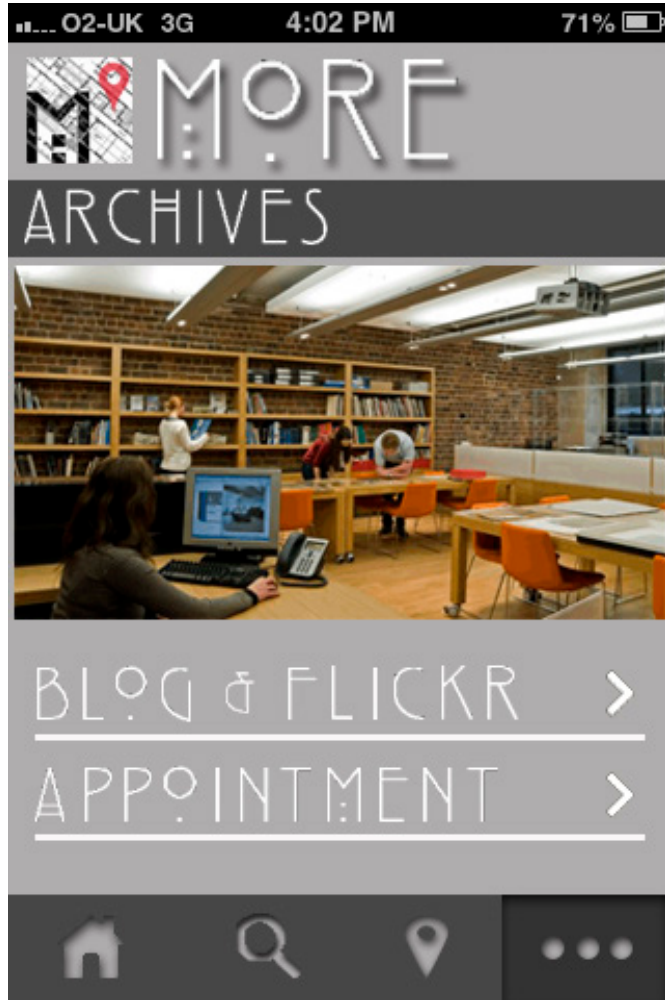 O2-UK 3G 4:02 PM 71%
MORE
ARCHIVES
BLOG & FLICKR
APPOINTMENT